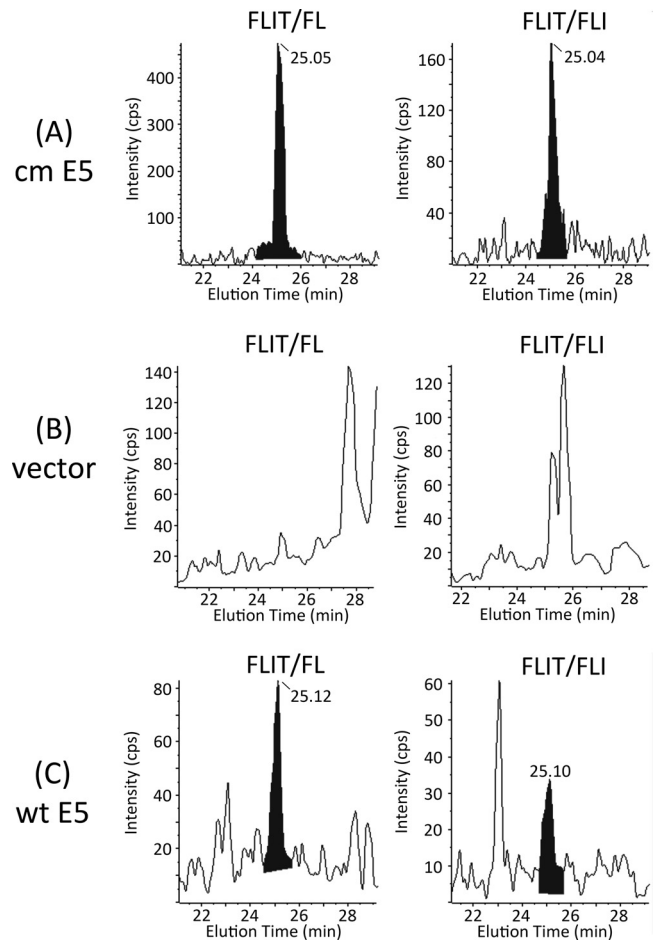 FLIT/FL
FLIT/FLI
(A)
cm E5
Intensity (cps)
400
300
200
100
25.05
22 24 26 28
Elution Time (min)
Intensity (cps)
160
120
80
40
25.04
22 24 26 28
Elution Time (min)
FLIT/FL
FLIT/FLI
(B)
vector
Intensity (cps)
140
120
100
80
60
40
20
22 24 26 28
Elution Time (min)
Intensity (cps)
120
100
80
60
40
20
22 24 26 28
Elution Time (min)
FLIT/FL
FLIT/FLI
(C)
wt E5
Intensity (cps)
80
60
40
20
25.12
22 24 26 28
Elution Time (min)
Intensity (cps)
60
50
40
30
20
10
25.10
22 24 26 28
Elution Time (min)